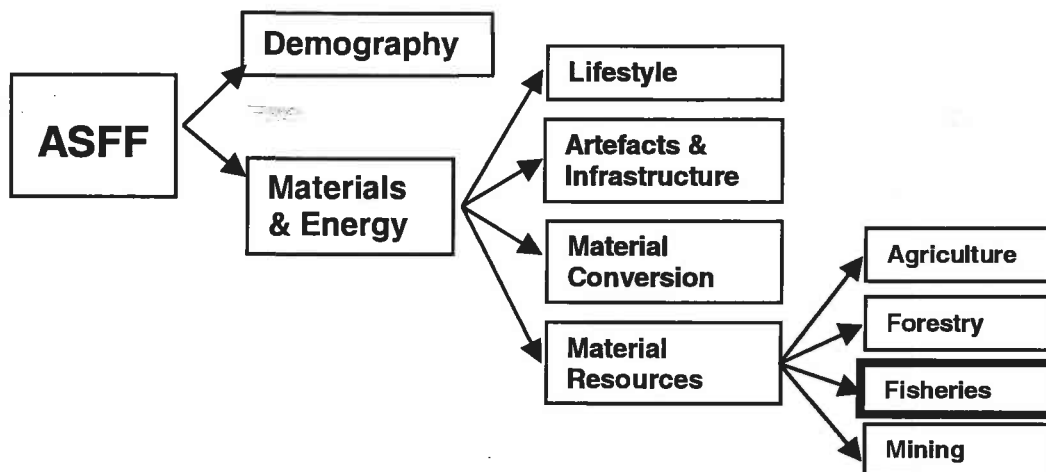 ASFF
Demography
Materials
& Energy
Lifestyle
Artefacts &
Infrastructure
Material
Conversion
Material
Resources
Agriculture
Forestry
Fisheries
Mining